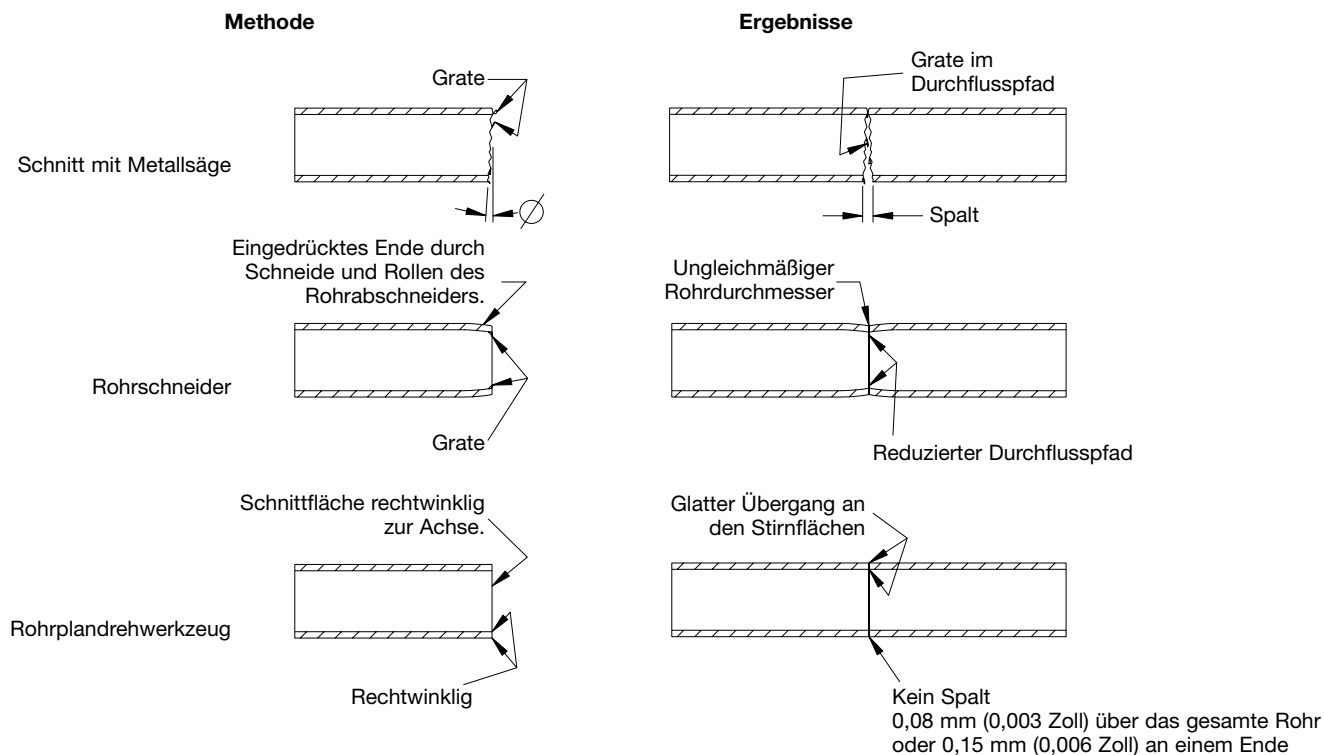 Methode
Ergebnisse
Grate
Grate im
Durchflusspfad
Schnitt mit Metallsäge
Spalt
Eingedrücktes Ende durch
Schneide und Rollen des
Rohrabschneiders.
Ungleichmäßiger
Rohrdurchmesser
Rohrschneider
Grate
Reduzierter Durchflusspfad
Schnittfläche rechtwinklig
zur Achse.
Glatter Übergang an
den Stirnflächen
Rohrplandrehwerkzeug
Rechtwinklig
Kein Spalt
0,08 mm (0,003 Zoll) über das gesamte Rohr
oder 0,15 mm (0,006 Zoll) an einem Ende